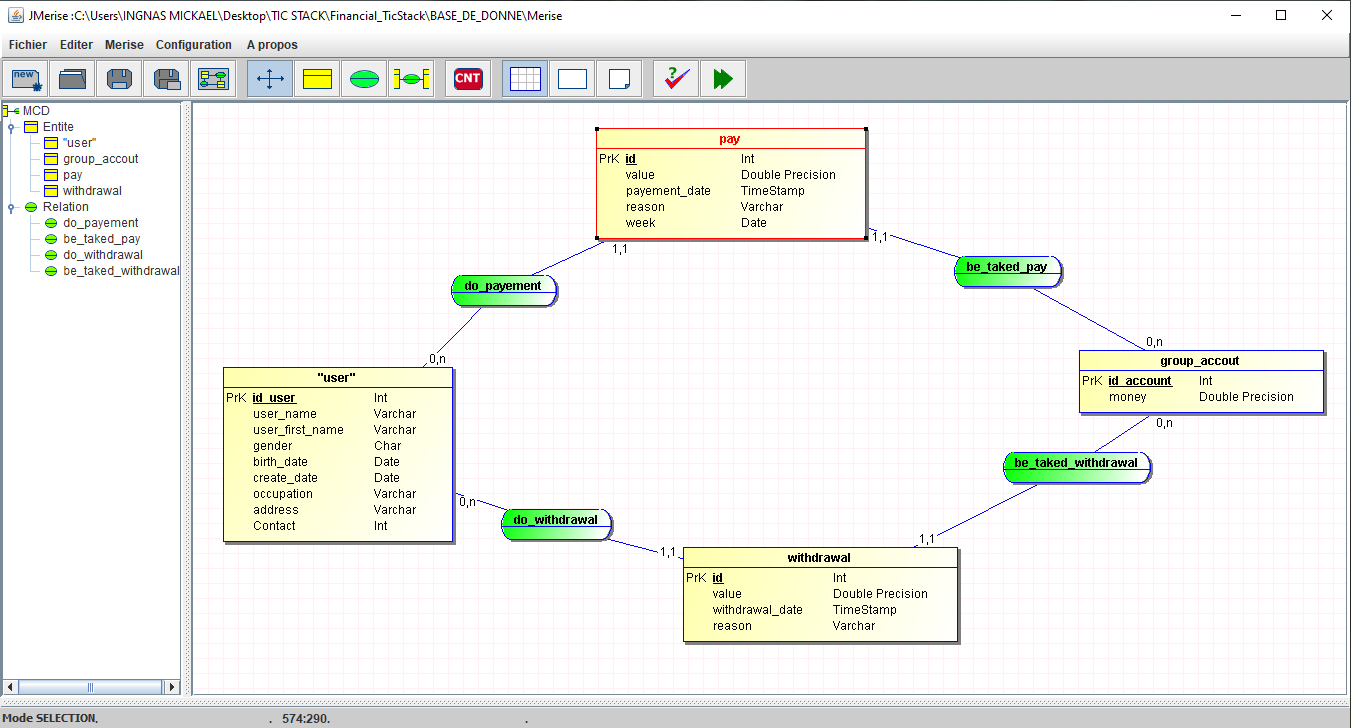 JMerise :C:\Users\INGNAS MICKAEL\Desktop\TIC STACK\Financial_TicStack\BASE_DE_DONNE\Merise
Fichier Editer Merise Configuration A propos
new CNT ?
MCD
Entite
"user"
group_accout
pay
withdrawal
Relation
do_payement
be_taked_pay
do_withdrawal
be_taked_withdrawal
pay
PrK id Int
value Double Precision
payement_date TimeStamp
reason Varchar
week Date
1,1
1,1
do_payement
be_taked_pay
0,n
0,n
"user"
PrK id_user Int
user_name Varchar
user_first_name Varchar
gender Char
birth_date Date
create_date Date
occupation Varchar
address Varchar
Contact Int
group_accout
PrK id_account Int
money Double Precision
0,n
be_taked_withdrawal
0,n
do_withdrawal
1,1
1,1
withdrawal
PrK id Int
value Double Precision
withdrawal_date TimeStamp
reason Varchar
Mode SELECTION. . 574:290. .